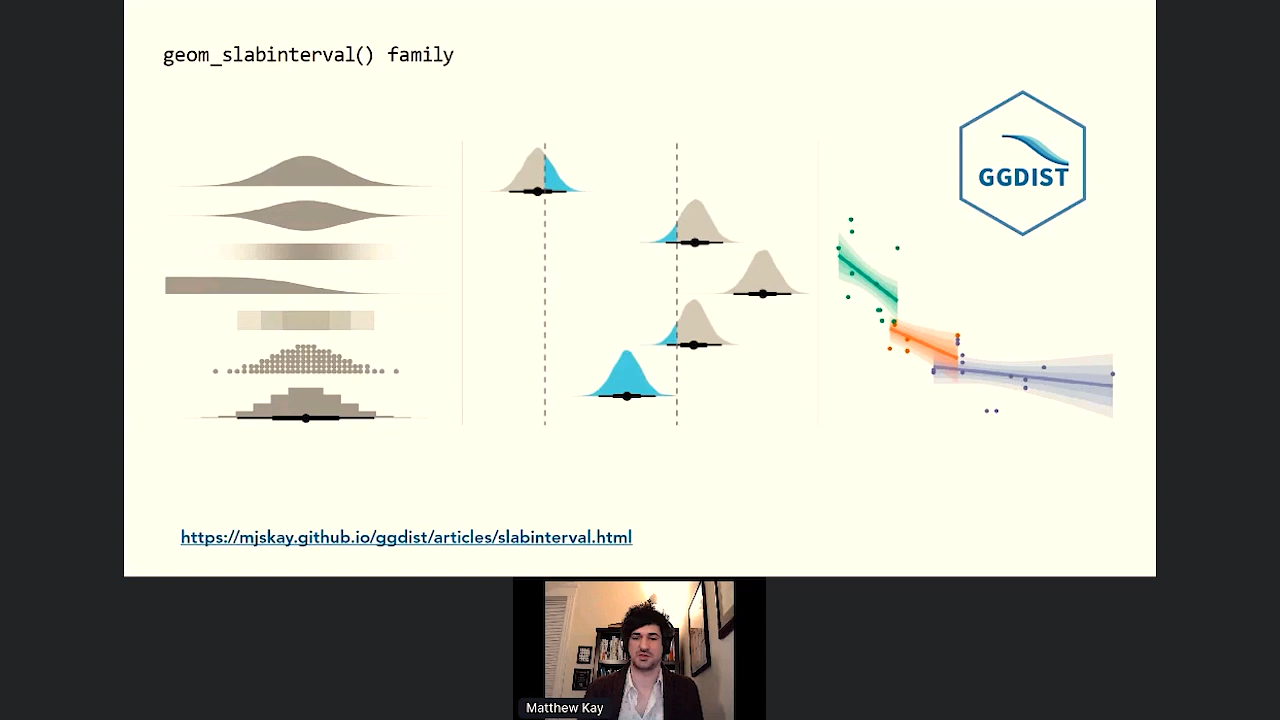 geom_slabinterval() family
GGDIST
https://mjskay.github.io/ggdist/articles/slabinterval.html
Matthew Kay